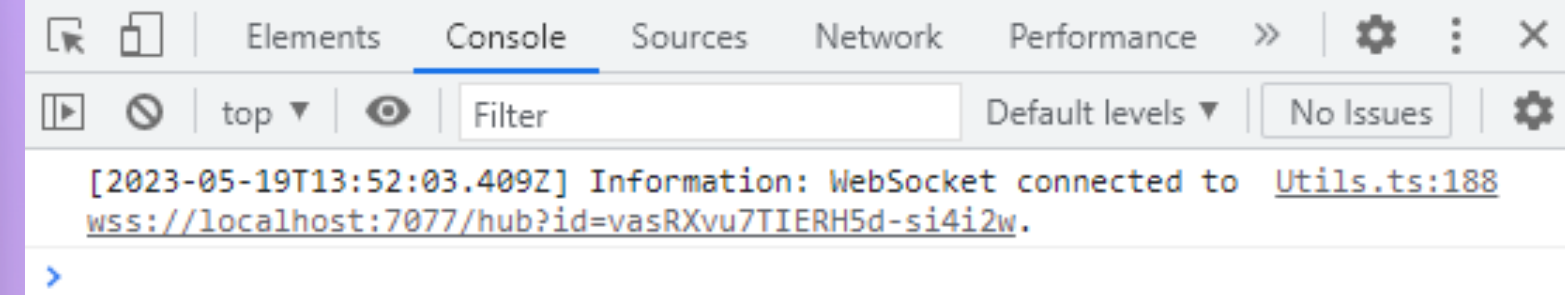 Elements Console Sources Network Performance
top Filter Default levels No Issues
[2023-05-19T13:52:03.409Z] Information: WebSocket connected to Utils.ts:188
wss://localhost:7077/hub?id=vasRXvu7TIERH5d-si4i2w.